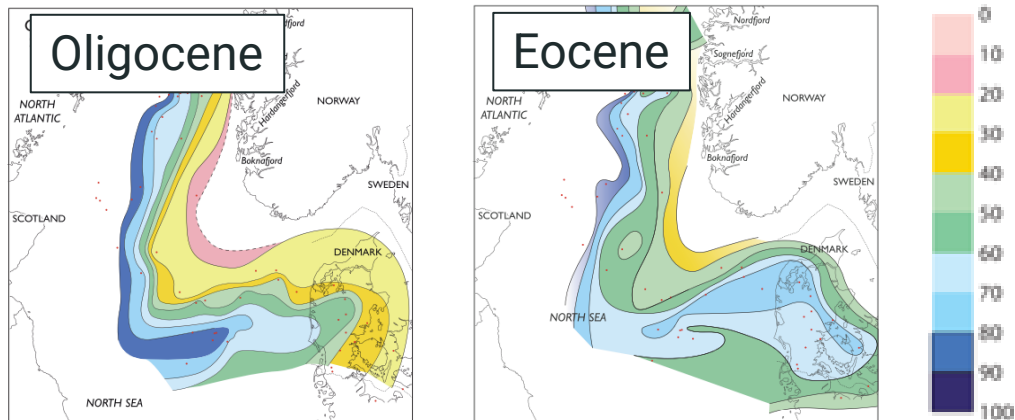 Oligocene
NORTH
ATLANTIC
Hardangerfjord
NORWAY
Boknafjord
SWEDEN
SCOTLAND
DENMARK
NORTH SEA
Eocene
Nordfjord
Sognefjord
NORTH
ATLANTIC
Hardangerfjord
NORWAY
Boknafjord
SWEDEN
SCOTLAND
DENMARK
NORTH SEA
0
10
20
30
40
50
60
70
80
90
100